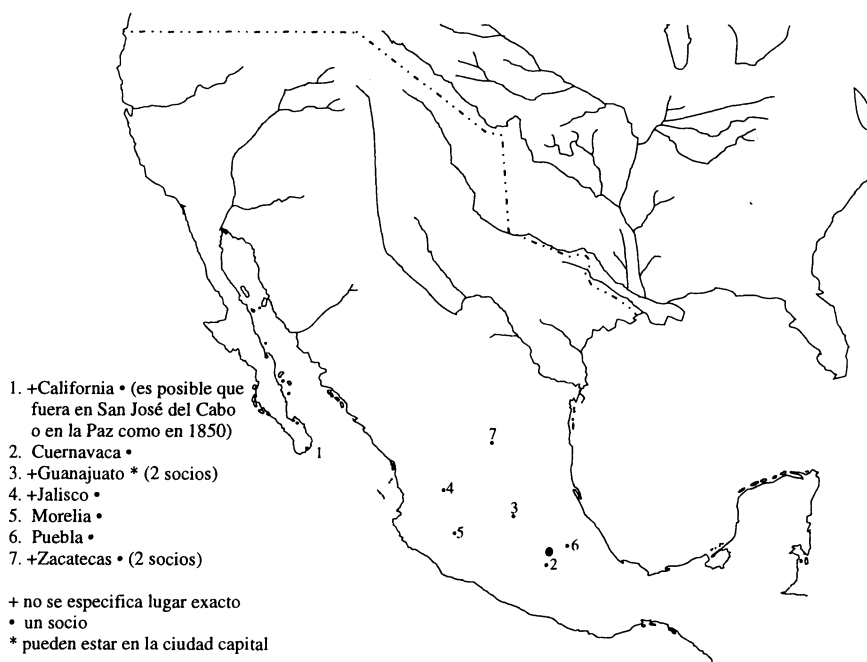 1. +California • (es posible que
fuera en San José del Cabo
o en la Paz como en 1850)
2. Cuernavaca •
3. +Guanajuato * (2 socios)
4. +Jalisco •
5. Morelia •
6. Puebla •
7. +Zacatecas • (2 socios)
+ no se especifica lugar exacto
• un socio
* pueden estar en la ciudad capital
1
7
4
3
5
6
2